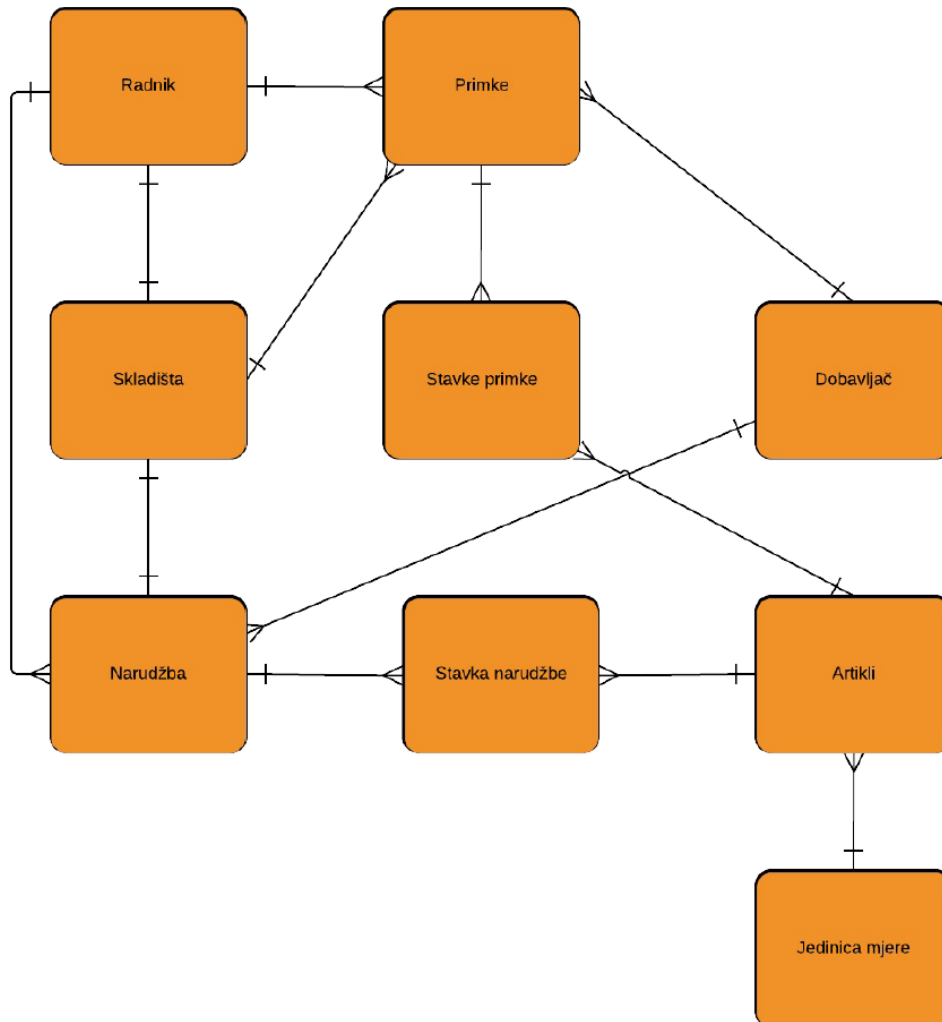 Radnik
Primke
Skladišta
Stavke primke
Dobavljač
Narudžba
Stavka narudžbe
Artikli
Jedinica mjere